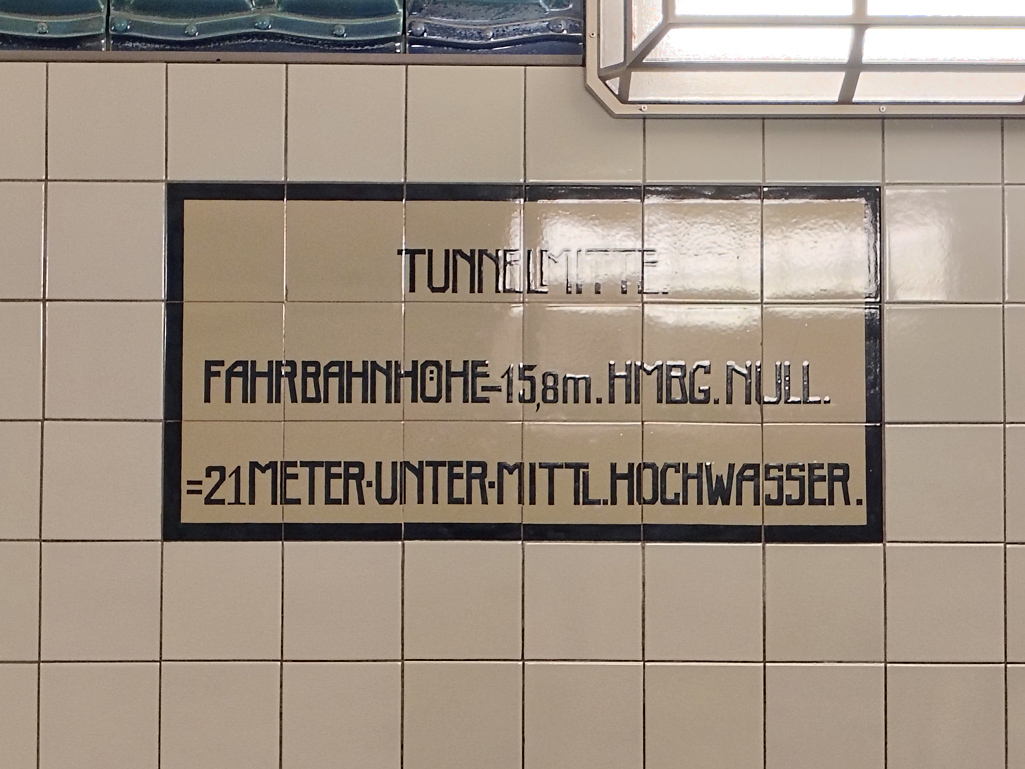 TUNNELMITTE.
FAHRBAHNHÖHE-15,8m.HMBG.NULL.
=21METER·UNTER·MITTL.HOCHWASSER.